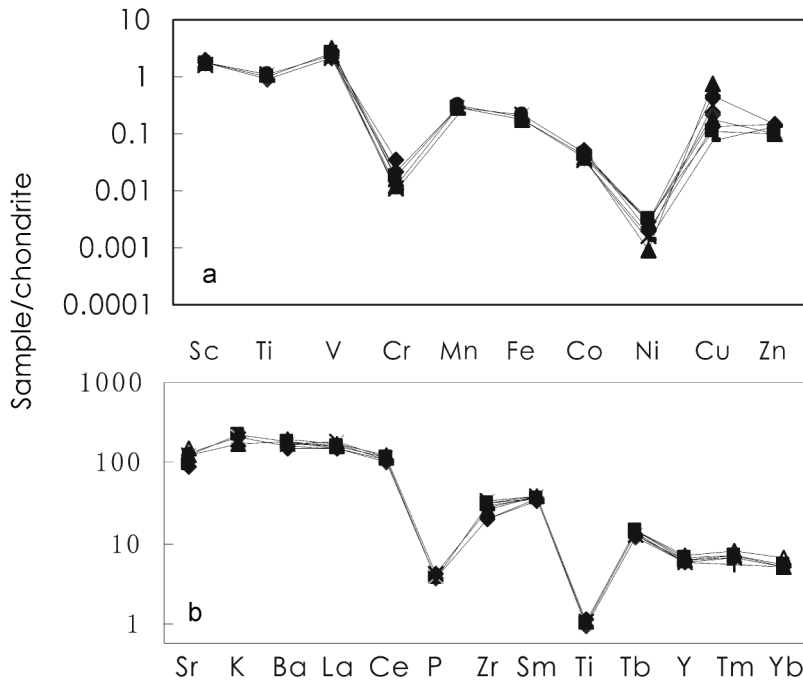 Sample/chondrite
10
1
0.1
0.01
0.001
0.0001
a
Sc Ti V Cr Mn Fe Co Ni Cu Zn
1000
100
10
1
b
Sr K Ba La Ce P Zr Sm Ti Tb Y Tm Yb